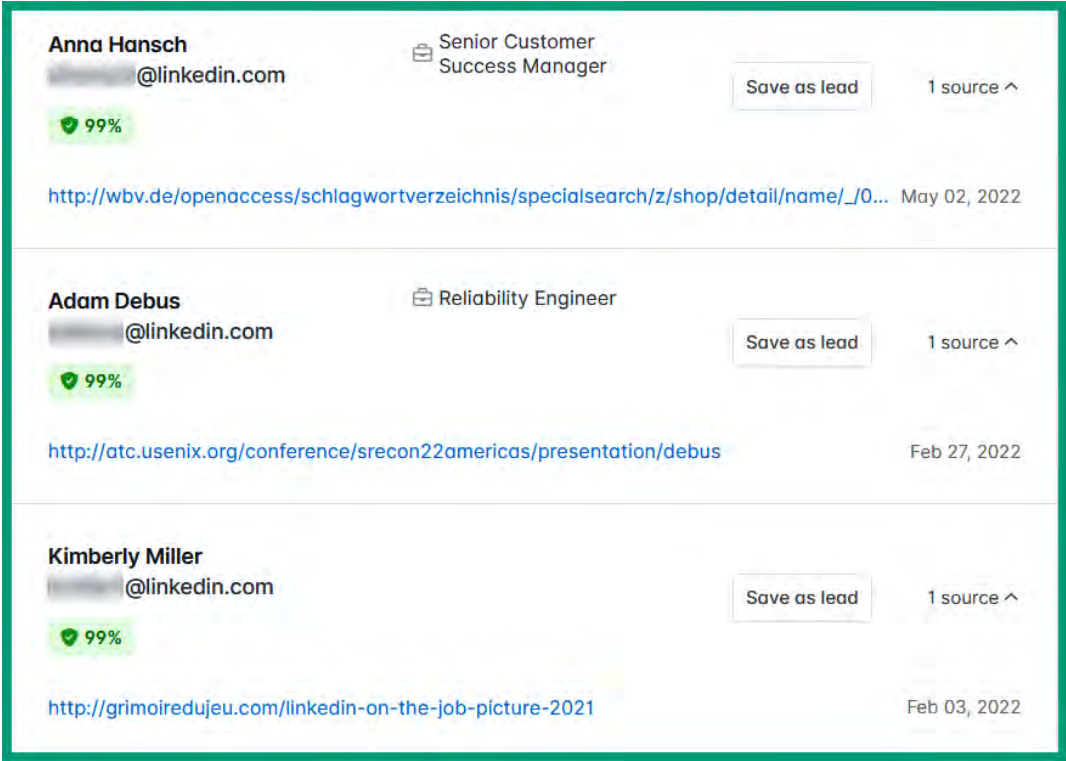 Anna Hansch
@linkedin.com
Senior Customer
Success Manager
Save as lead
1 source
99%
http://wbv.de/openaccess/schlagwortverzeichnis/specialsearch/z/shop/detail/name/_/0... May 02, 2022
Adam Debus
@linkedin.com
Reliability Engineer
Save as lead
1 source
99%
http://atc.usenix.org/conference/srecon22americas/presentation/debus Feb 27, 2022
Kimberly Miller
@linkedin.com
Save as lead
1 source
99%
http://grimoiredujeu.com/linkedin-on-the-job-picture-2021 Feb 03, 2022